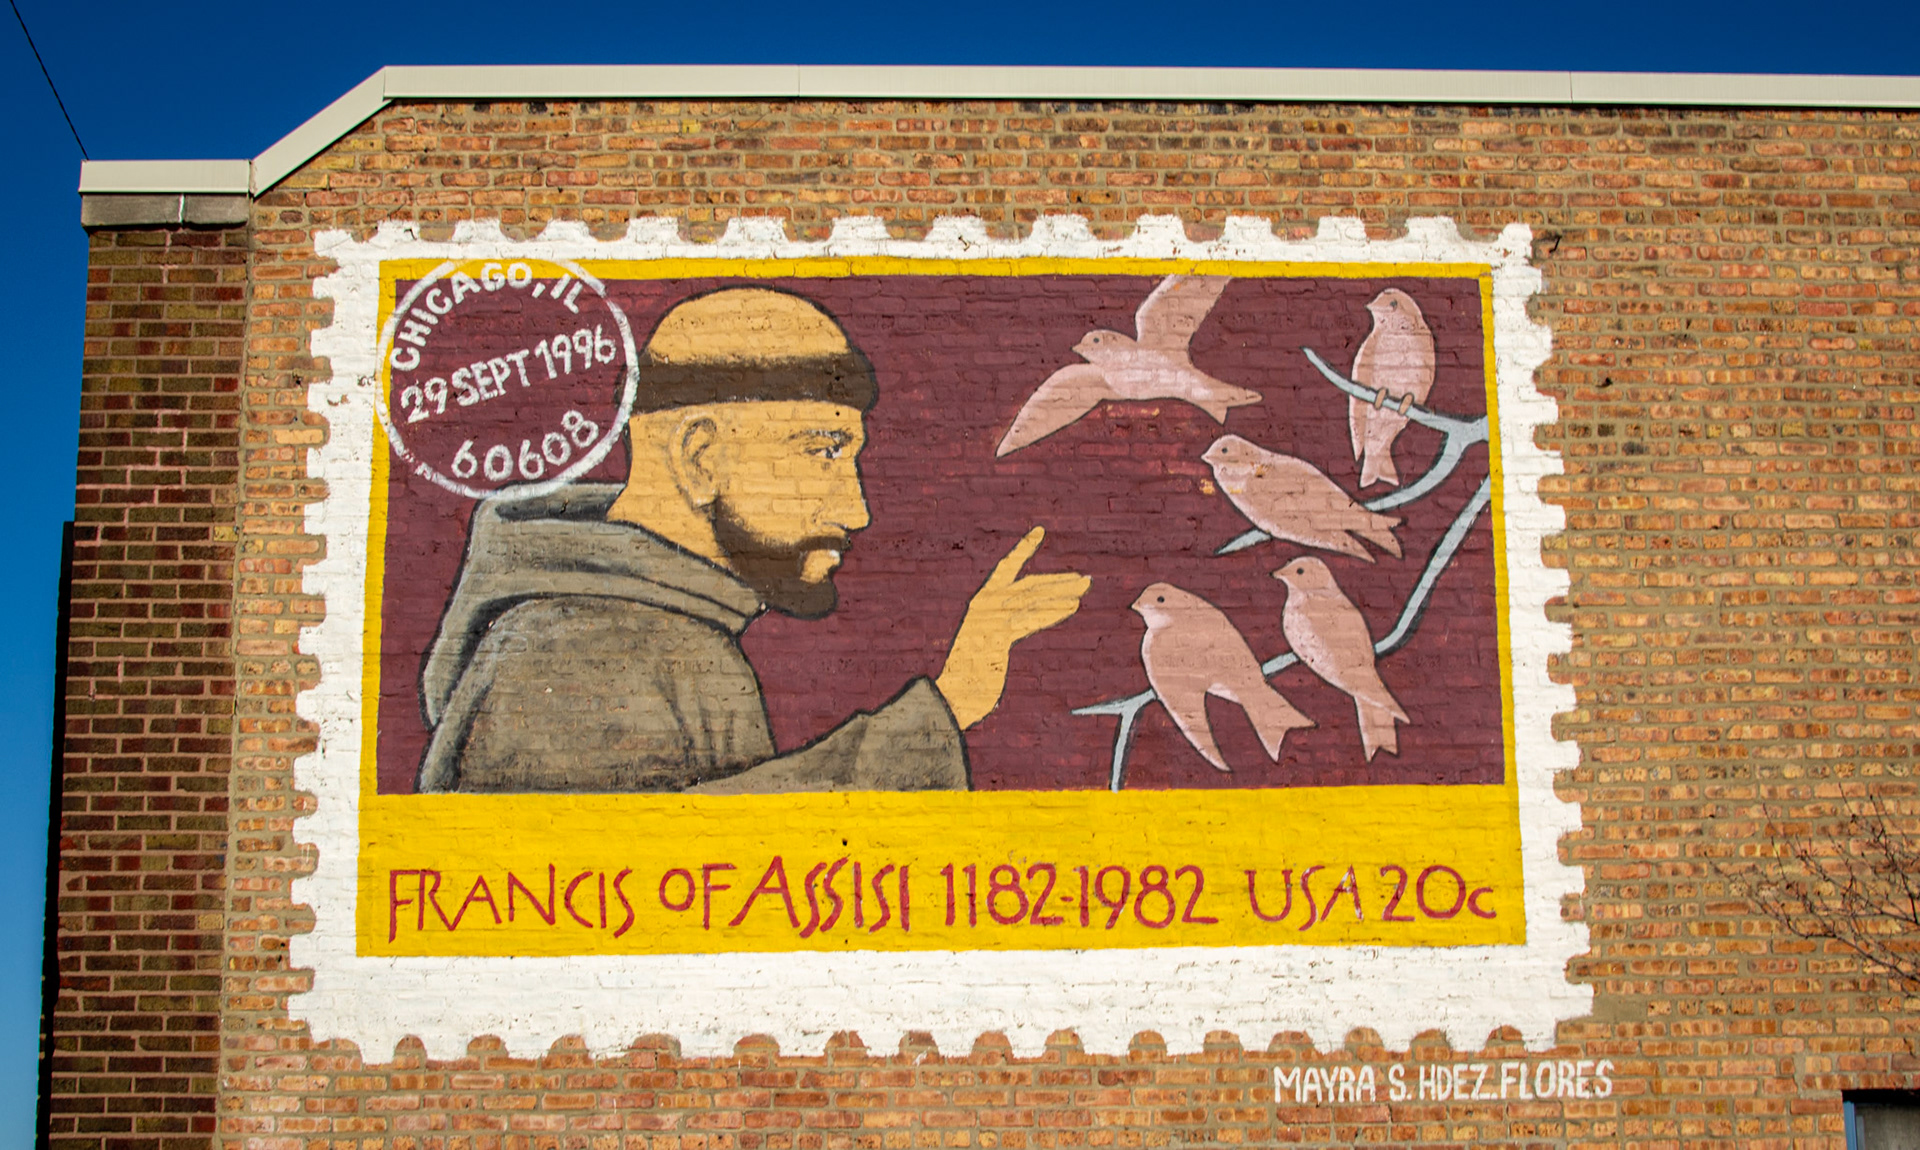 CHICAGO, IL
29 SEPT 1996
60608
FRANCIS OF ASSISI 1182-1982 USA 20c
MAYRA S. HDEZ.FLORES